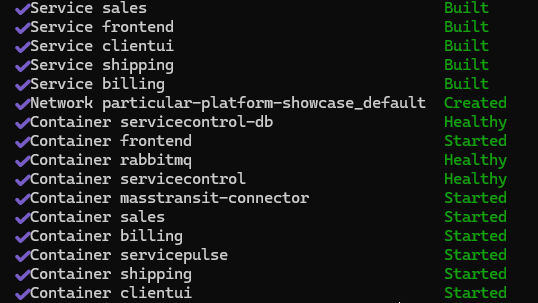 ✓Service sales Built
✓Service frontend Built
✓Service clientui Built
✓Service shipping Built
✓Service billing Built
✓Network particular-platform-showcase_default Created
✓Container servicecontrol-db Healthy
✓Container frontend Started
✓Container rabbitmq Healthy
✓Container servicecontrol Healthy
✓Container masstransit-connector Started
✓Container sales Started
✓Container billing Started
✓Container servicepulse Started
✓Container shipping Started
✓Container clientui Started